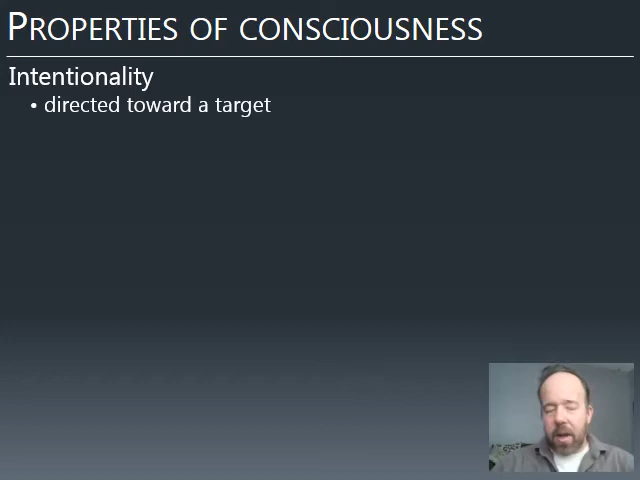 PROPERTIES OF CONSCIOUSNESS
Intentionality
• directed toward a target